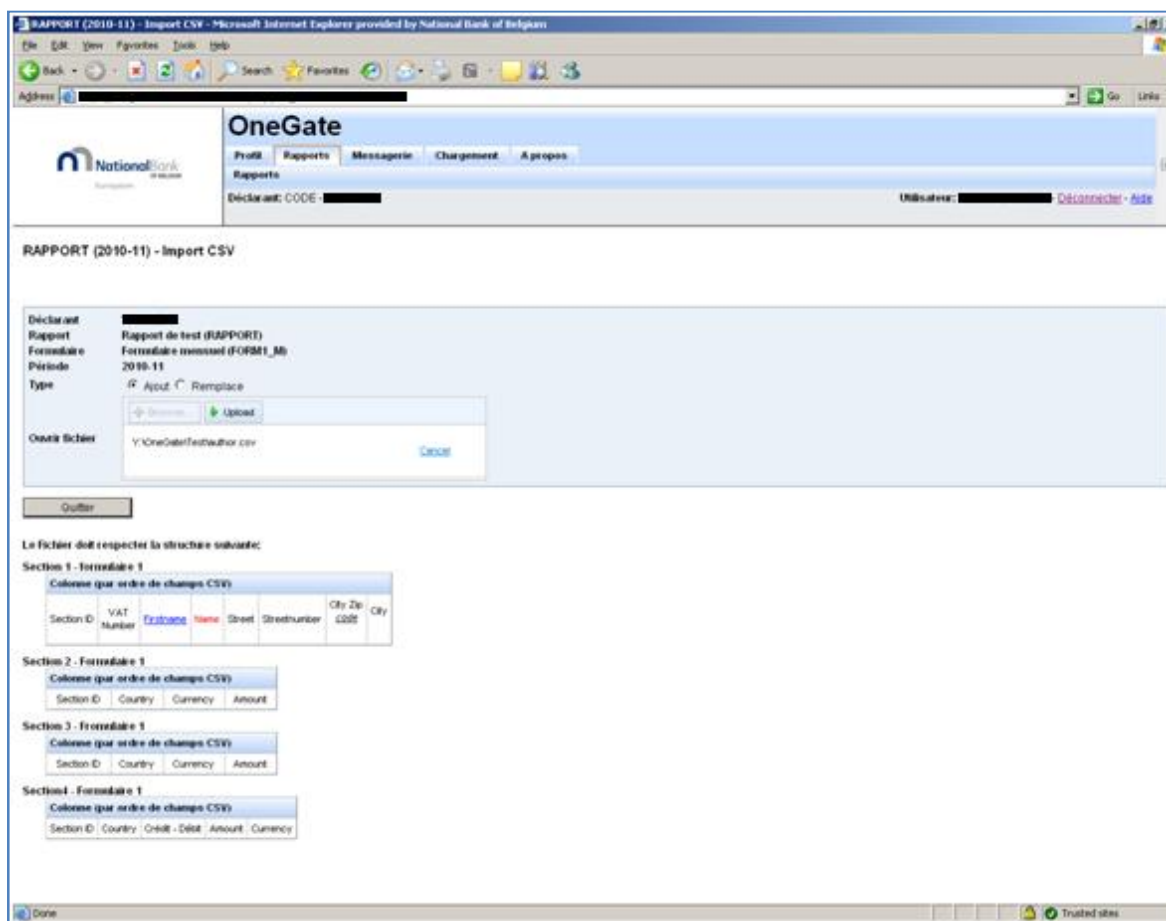 RAPPORT (2010-11) - Import CSV - Microsoft Internet Explorer provided by National Bank of Belgium
File Edit View Favorites Tools Help
Back Search Favorites
Address Go Links
OneGate
NationalBank
OF BELGIUM
Profil Rapports Messagerie Chargement A propos
Rapports
Déclarant: CODE - Utilisateur: - Déconnecter - Aide
RAPPORT (2010-11) - Import CSV
Déclarant
Rapport Rapport de test (RAPPORT)
Formulaire Formulaire mensuel (FORM1_M)
Période 2010-11
Type Ajout Remplace
Browse... Upload
Ouvrir fichier Y:\OneGate\Test\author.csv Cancel
Quitter
Le fichier doit respecter la structure suivante:
Section 1 - formulaire 1
Colonne (par ordre de champs CSV)
Section ID VAT Number Firstname Name Street Streetnumber City Zip code City
Section 2 - Formulaire 1
Colonne (par ordre de champs CSV)
Section ID Country Currency Amount
Section 3 - Fromulaire 1
Colonne (par ordre de champs CSV)
Section ID Country Currency Amount
Section4 - Formulaire 1
Colonne (par ordre de champs CSV)
Section ID Country Crédit - Débit Amount Currency
Done Trusted sites